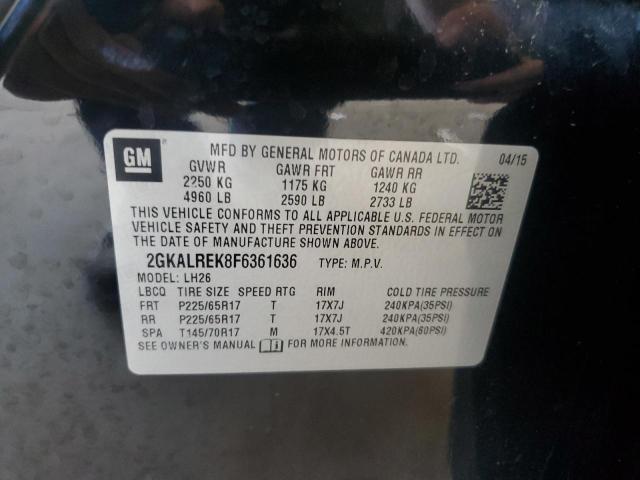 GM
MFD BY GENERAL MOTORS OF CANADA LTD. 04/15
GVWR GAWR FRT GAWR RR
2250 KG 1175 KG 1240 KG
4960 LB 2590 LB 2733 LB
THIS VEHICLE CONFORMS TO ALL APPLICABLE U.S. FEDERAL MOTOR
VEHICLE SAFETY AND THEFT PREVENTION STANDARDS IN EFFECT ON
THE DATE OF MANUFACTURE SHOWN ABOVE.
2GKALREK8F6361636 TYPE: M.P.V.
MODEL: LH26
LBCQ TIRE SIZE SPEED RTG RIM COLD TIRE PRESSURE
FRT P225/65R17 T 17X7J 240KPA(35PSI)
RR P225/65R17 T 17X7J 240KPA(35PSI)
SPA T145/70R17 M 17X4.5T 420KPA(60PSI)
SEE OWNER'S MANUAL FOR MORE INFORMATION.